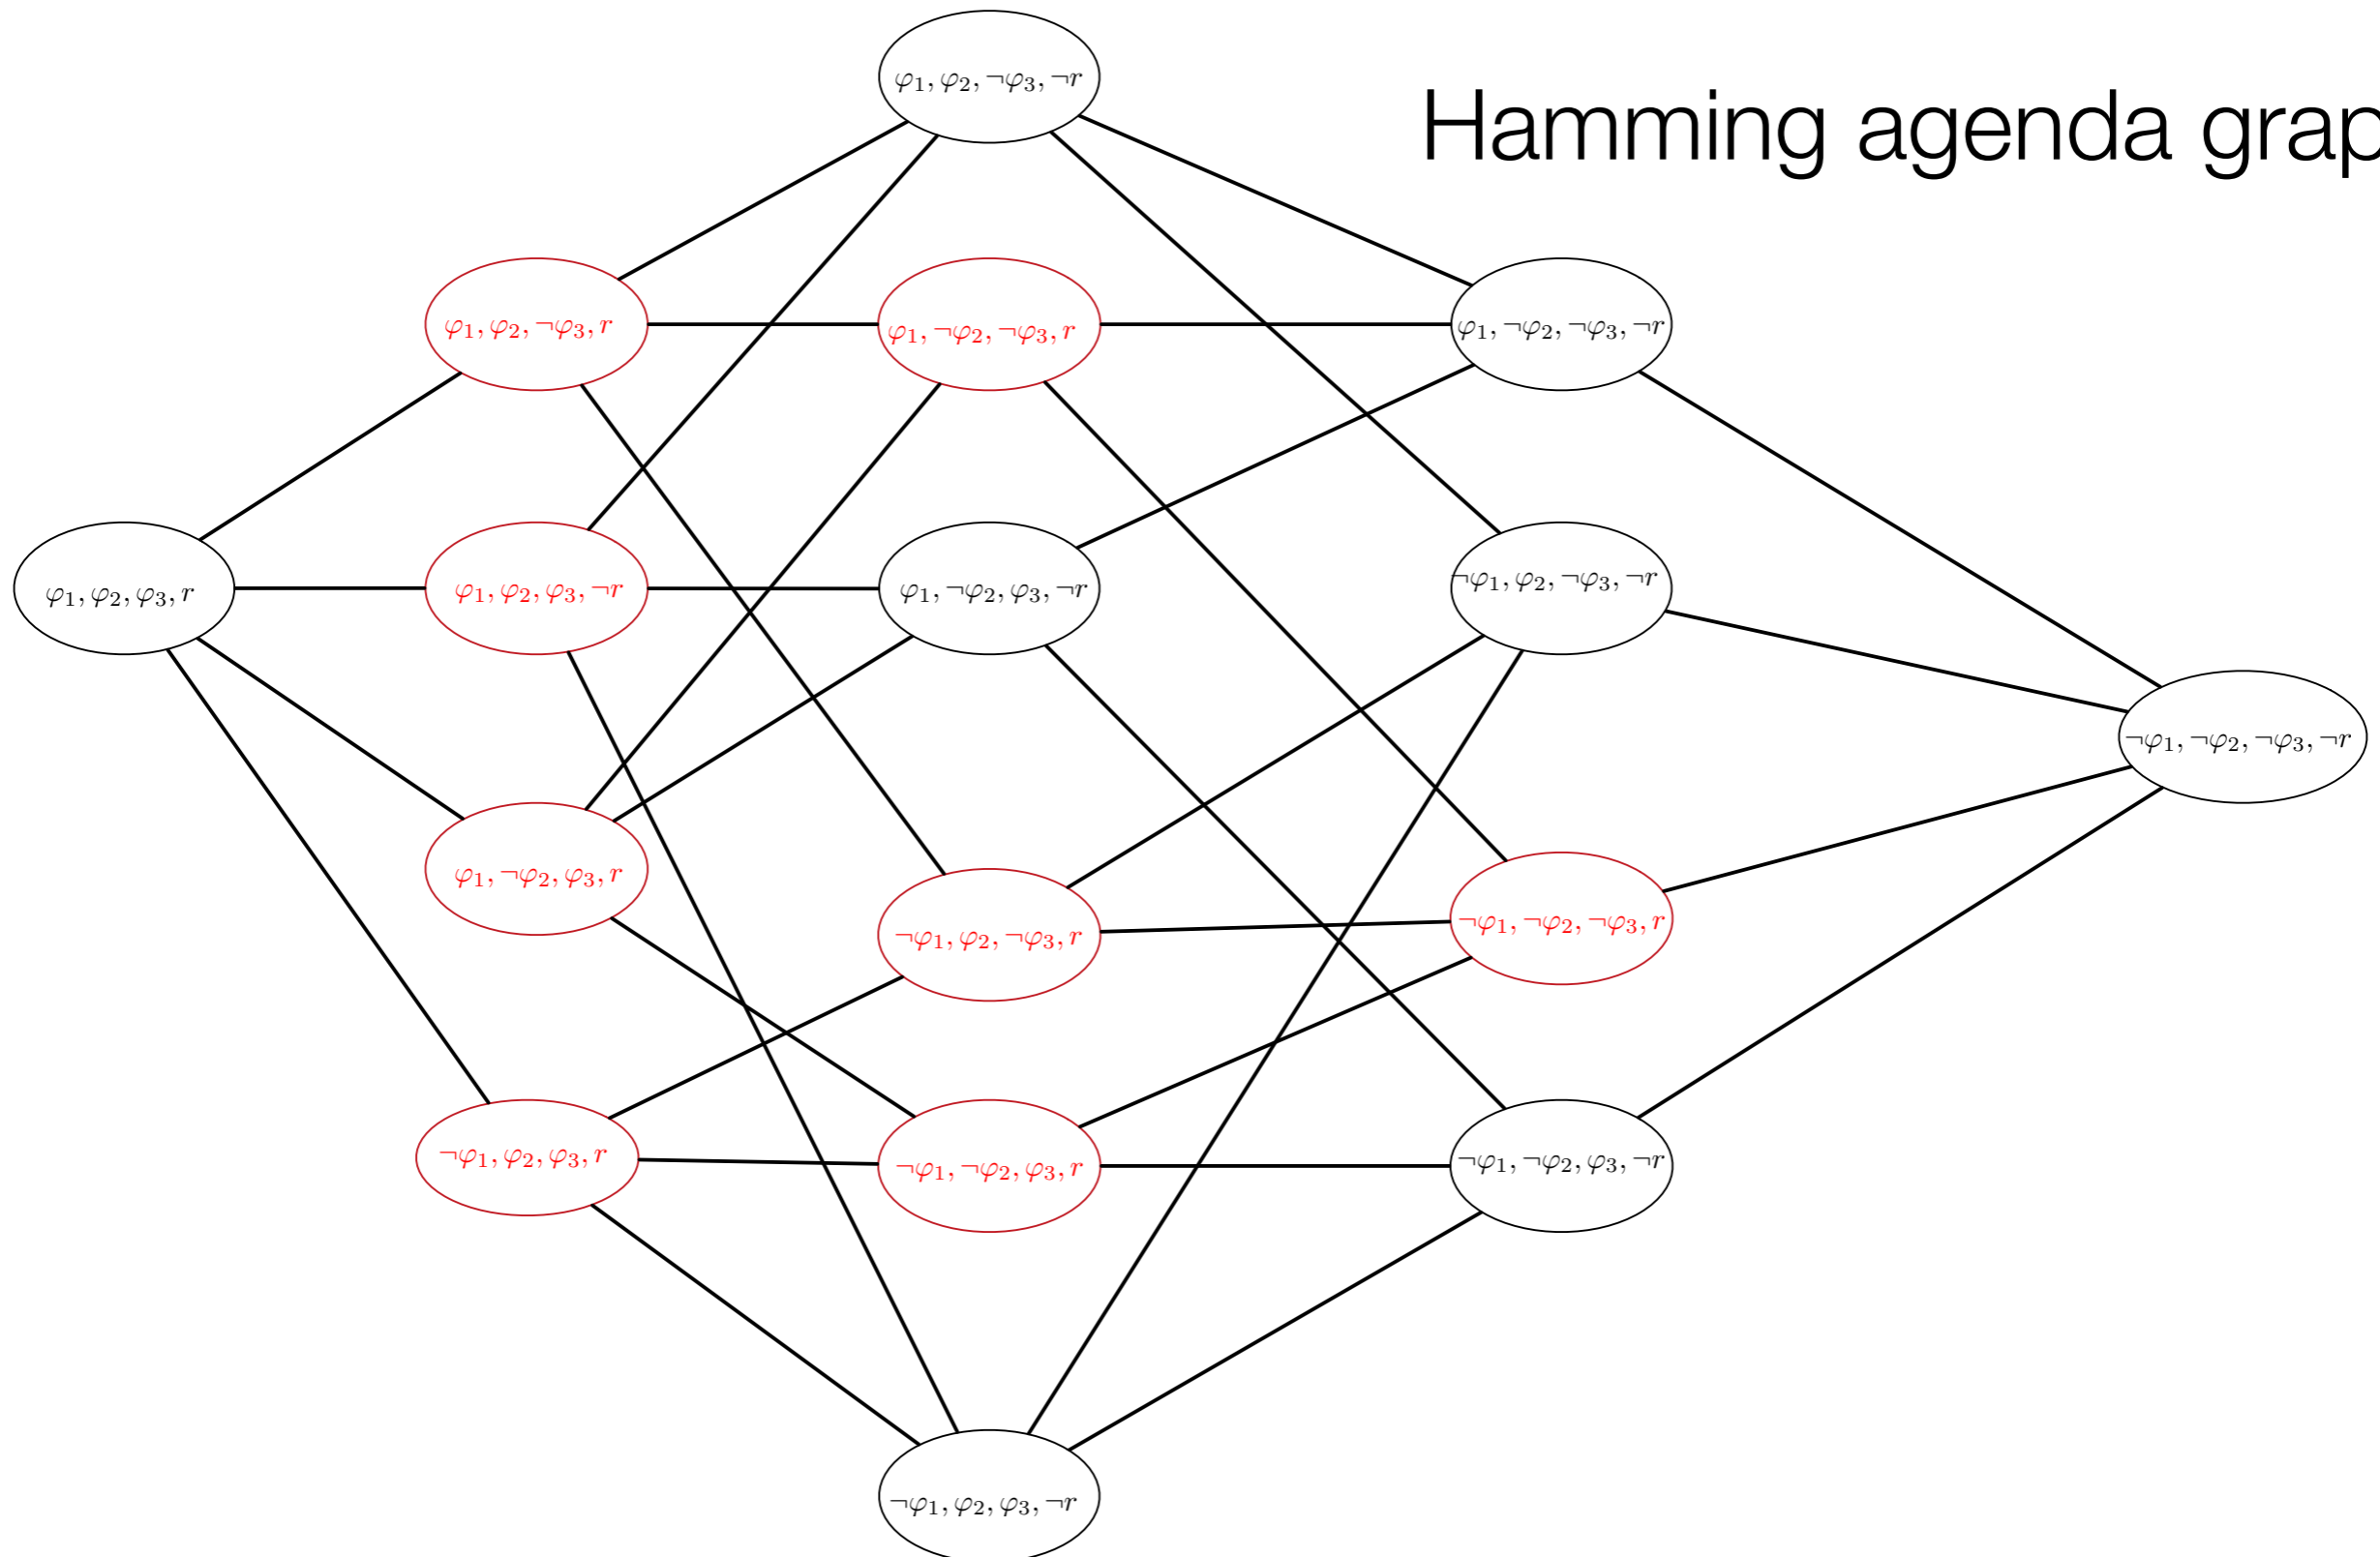 φ₁, φ₂, ¬φ₃, ¬r
Hamming agenda grap
φ₁, φ₂, ¬φ₃, r
φ₁, ¬φ₂, ¬φ₃, r
φ₁, ¬φ₂, ¬φ₃, ¬r
φ₁, φ₂, φ₃, r
φ₁, φ₂, φ₃, ¬r
φ₁, ¬φ₂, φ₃, ¬r
¬φ₁, φ₂, ¬φ₃, ¬r
¬φ₁, ¬φ₂, ¬φ₃, ¬r
φ₁, ¬φ₂, φ₃, r
¬φ₁, φ₂, ¬φ₃, r
¬φ₁, ¬φ₂, ¬φ₃, r
¬φ₁, φ₂, φ₃, r
¬φ₁, ¬φ₂, φ₃, r
¬φ₁, ¬φ₂, φ₃, ¬r
¬φ₁, φ₂, φ₃, ¬r